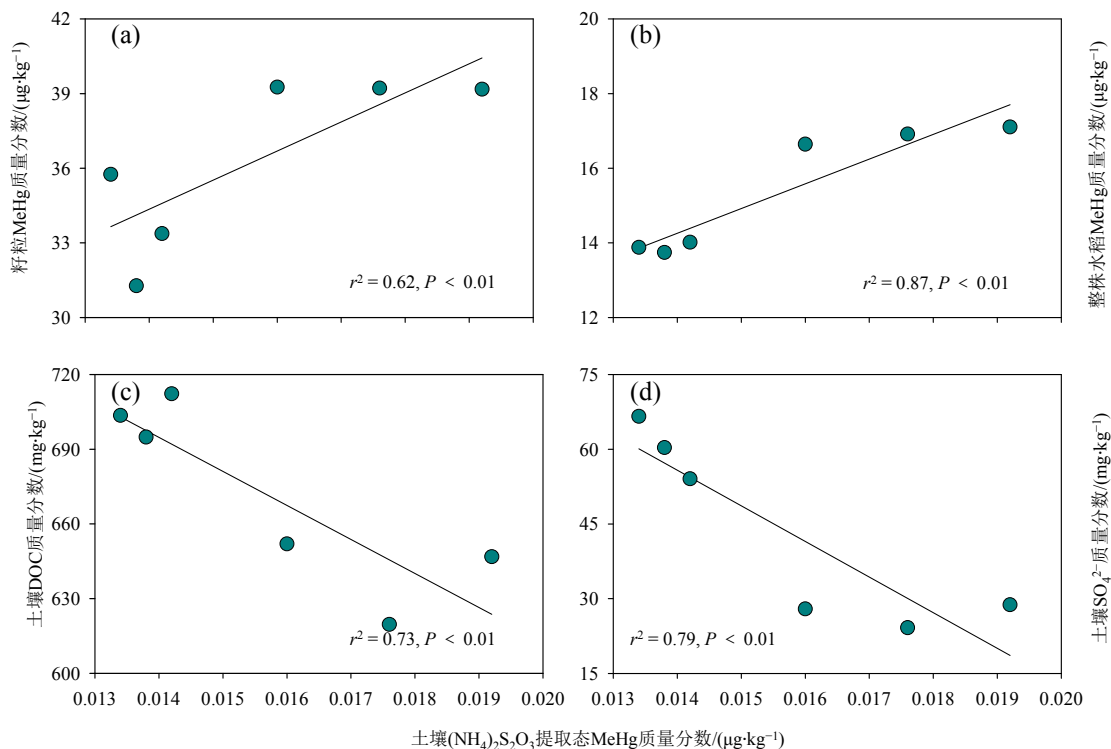 籽粒MeHg质量分数/(μg·kg⁻¹)
42
39
36
33
30
(a)
r² = 0.62, P < 0.01
20
18
16
14
12
(b)
r² = 0.87, P < 0.01
整株水稻MeHg质量分数/(μg·kg⁻¹)
土壤DOC质量分数/(mg·kg⁻¹)
720
690
660
630
600
(c)
r² = 0.73, P < 0.01
0.013 0.014 0.015 0.016 0.017 0.018 0.019 0.020
75
60
45
30
15
(d)
r² = 0.79, P < 0.01
0.013 0.014 0.015 0.016 0.017 0.018 0.019 0.020
土壤SO₄²⁻质量分数/(mg·kg⁻¹)
土壤(NH₄)₂S₂O₃提取态MeHg质量分数/(μg·kg⁻¹)